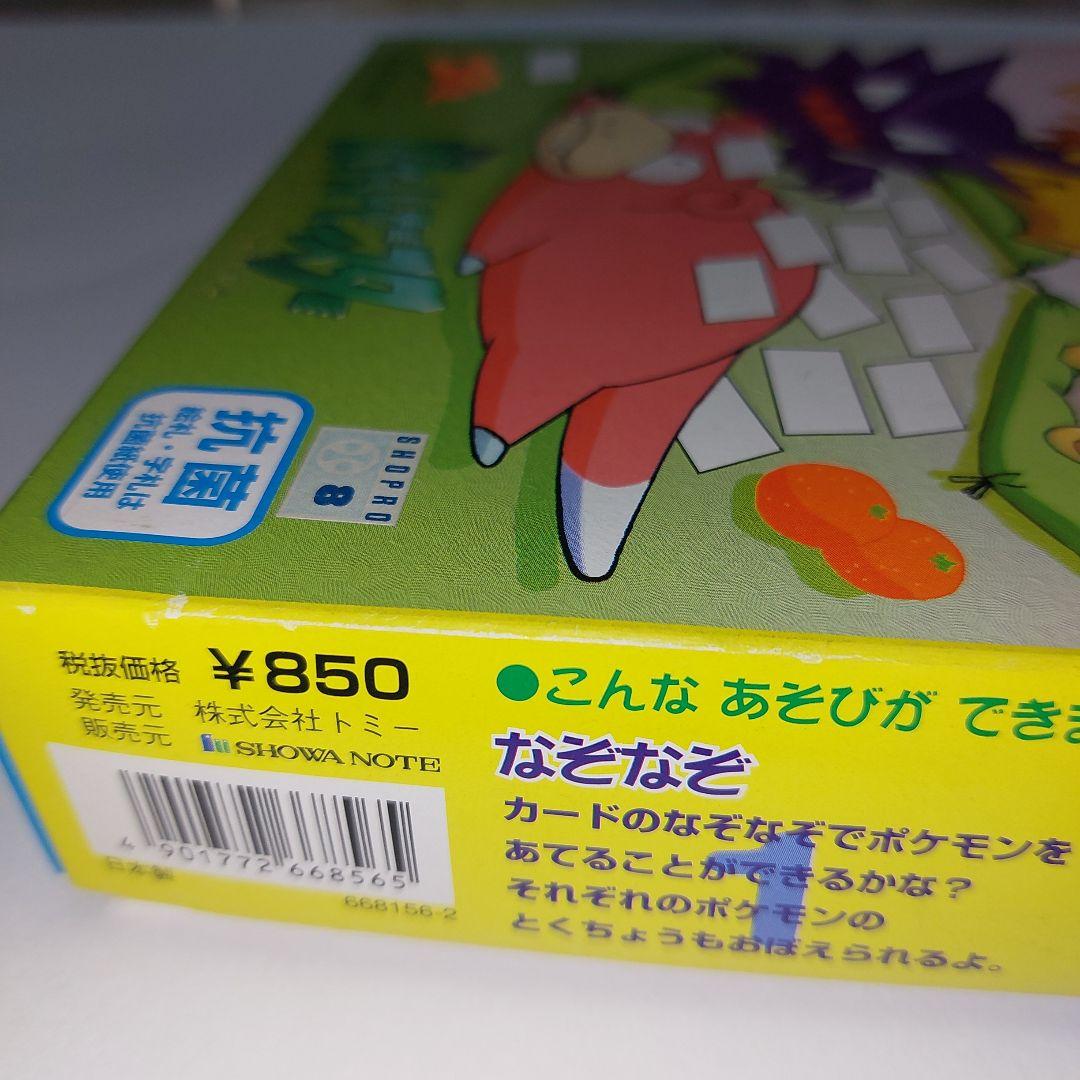 抗菌
絵札・字札は
抗菌紙使用
SHOPRO
8
税抜価格 ¥850
発売元 株式会社トミー
販売元 SHOWA NOTE
4 901772 668565
日本製
668156-2
●こんな あそびが できま
なぞなぞ
1
カードのなぞなぞでポケモンを
あてることができるかな?
それぞれのポケモンの
とくちょうもおぼえられるよ。